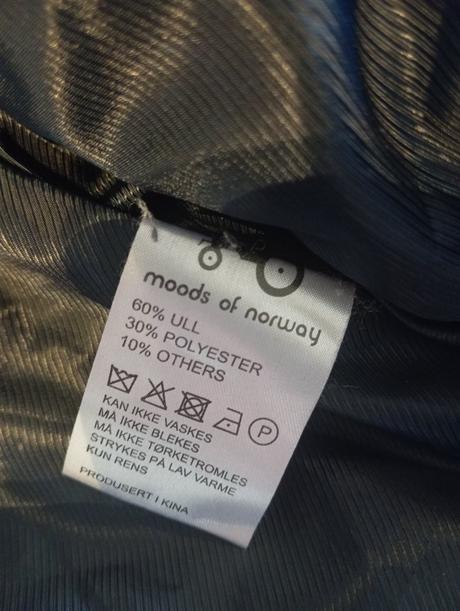 moods of norway
60% ULL
30% POLYESTER
10% OTHERS
P
KAN IKKE VASKES
MÅ IKKE BLEKES
MÅ IKKE TØRKETROMLES
STRYKES PÅ LAV VARME
KUN RENS
PRODUSERT I KINA